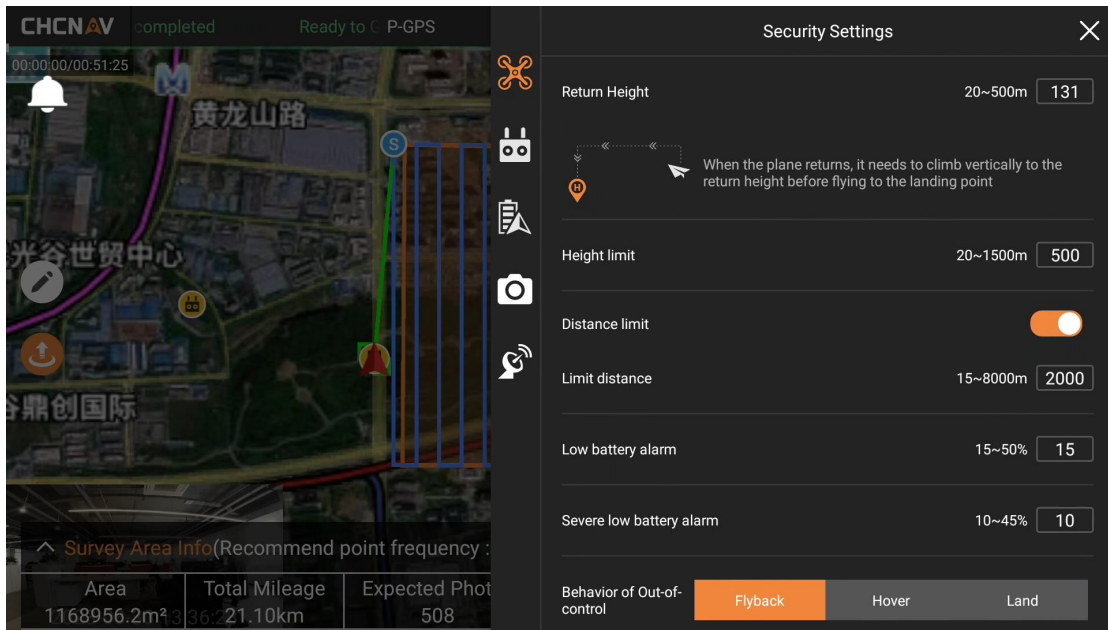 CHCNAV
completed
Ready to
P-GPS
00:00:00/00:51:25
黄龙山路
S
光谷世贸中心
谷鼎创国际
Survey Area Info(Recommend point frequency :
Area
Total Mileage
Expected Phot
1168956.2m²
21.10km
508
Security Settings
Return Height
20~500m
131
H
When the plane returns, it needs to climb vertically to the
return height before flying to the landing point
Height limit
20~1500m
500
Distance limit
Limit distance
15~8000m
2000
Low battery alarm
15~50%
15
Severe low battery alarm
10~45%
10
Behavior of Out-of-
control
Flyback
Hover
Land